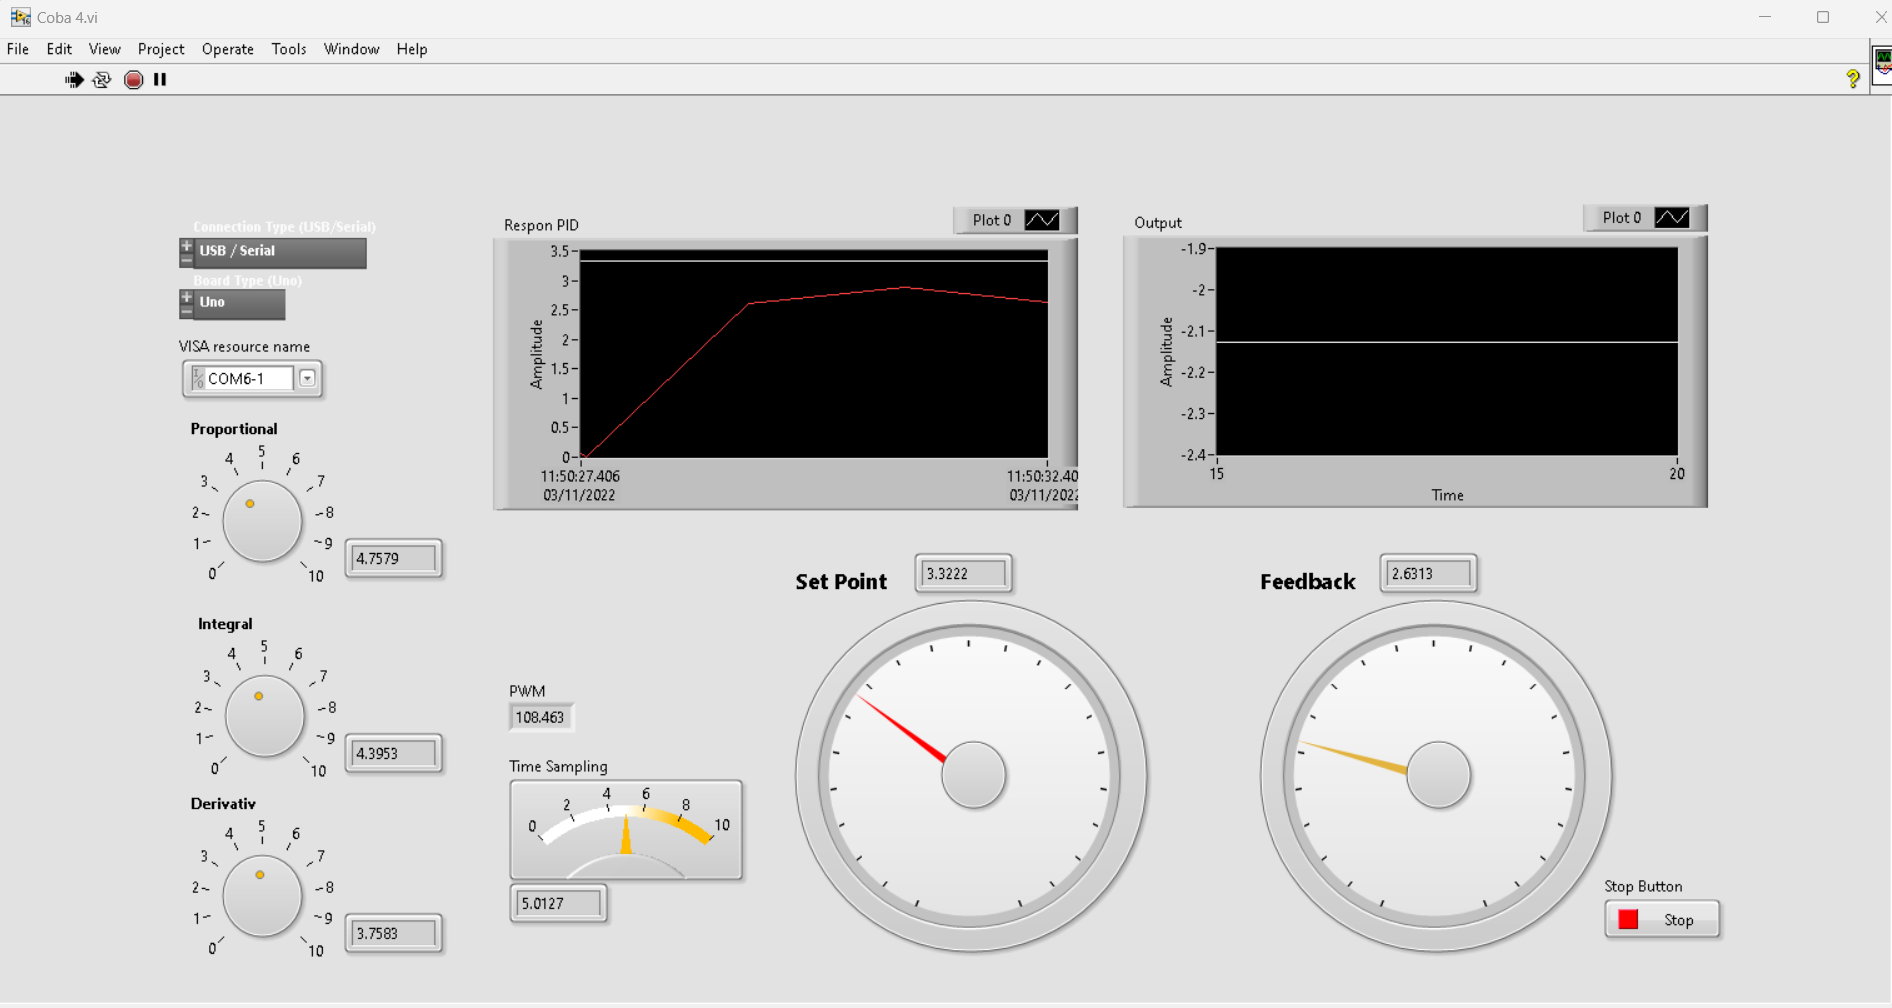 Coba 4.vi
File Edit View Project Operate Tools Window Help
Connection Type (USB/Serial)
USB / Serial
Board Type (Uno)
Uno
VISA resource name
COM6-1
Proportional
0 1 2 3 4 5 6 7 8 9 10
4.7579
Integral
0 1 2 3 4 5 6 7 8 9 10
4.3953
Derivativ
0 1 2 3 4 5 6 7 8 9 10
3.7583
Respon PID
Plot 0
Amplitude
3.5
3
2.5
2
1.5
1
0.5
0
11:50:27.406
03/11/2022
11:50:32.40
03/11/2022
Output
Plot 0
Amplitude
-1.9
-2
-2.1
-2.2
-2.3
-2.4
15 20
Time
PWM
108.463
Time Sampling
0 2 4 6 8 10
5.0127
Set Point
3.3222
Feedback
2.6313
Stop Button
Stop